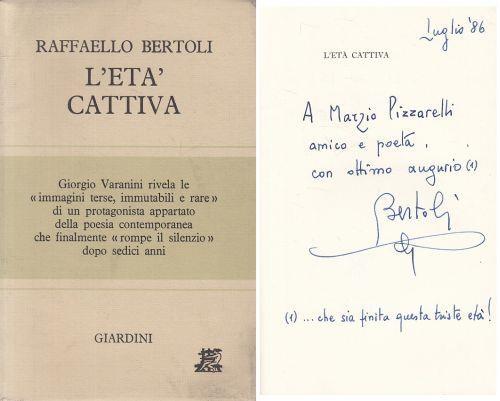 RAFFAELLO BERTOLI
L'ETA'
CATTIVA
Giorgio Varanini rivela le
« immagini terse, immutabili e rare »
di un protagonista appartato
della poesia contemporanea
che finalmente « rompe il silenzio »
dopo sedici anni
GIARDINI
Luglio '86
L'ETÀ CATTIVA
A Marzio Pizzarelli
amico e poeta,
con ottimo augurio (1)
Bertoli
(1) ... che sia finita questa triste età!